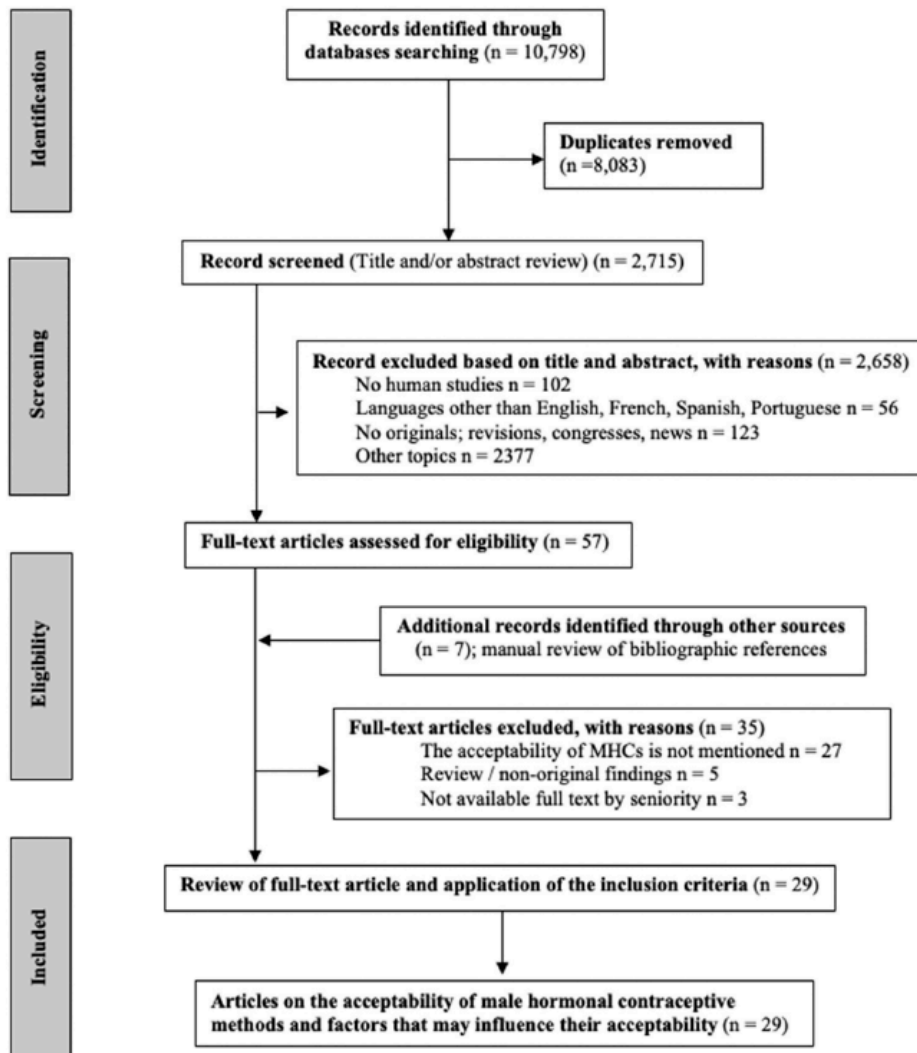 Identification
Records identified through
databases searching (n = 10,798)
Duplicates removed
(n =8,083)
Screening
Record screened (Title and/or abstract review) (n = 2,715)
Record excluded based on title and abstract, with reasons (n = 2,658)
No human studies n = 102
Languages other than English, French, Spanish, Portuguese n = 56
No originals; revisions, congresses, news n = 123
Other topics n = 2377
Full-text articles assessed for eligibility (n = 57)
Eligibility
Additional records identified through other sources
(n = 7); manual review of bibliographic references
Full-text articles excluded, with reasons (n = 35)
The acceptability of MHCs is not mentioned n = 27
Review / non-original findings n = 5
Not available full text by seniority n = 3
Included
Review of full-text article and application of the inclusion criteria (n = 29)
Articles on the acceptability of male hormonal contraceptive
methods and factors that may influence their acceptability (n = 29)